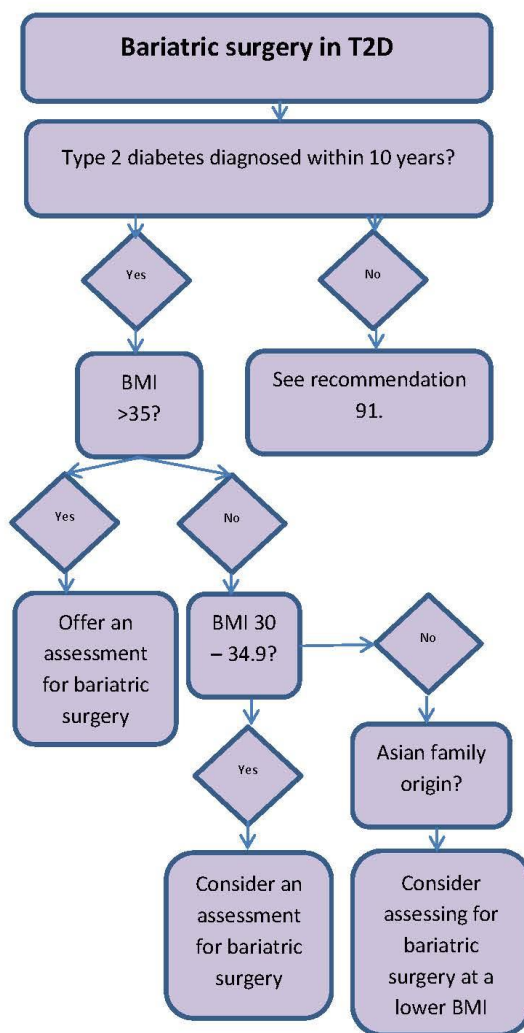 Bariatric surgery in T2D
Type 2 diabetes diagnosed within 10 years?
Yes
No
BMI
>35?
See recommendation
91.
Yes
No
Offer an
assessment
for bariatric
surgery
BMI 30
– 34.9?
No
Yes
Asian family
origin?
Consider an
assessment
for bariatric
surgery
Consider
assessing for
bariatric
surgery at a
lower BMI